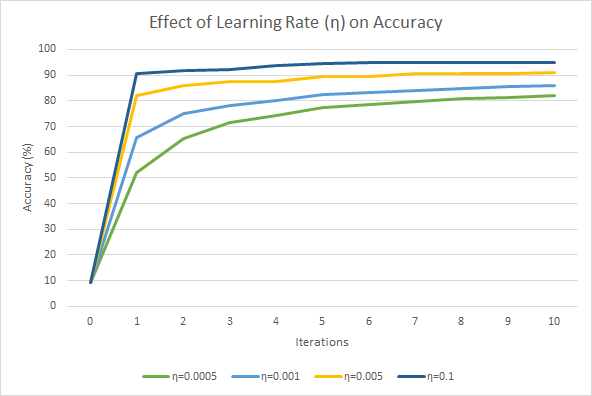 Effect of Learning Rate (η) on Accuracy
100
90
80
70
60
50
40
30
20
10
0
Accuracy (%)
0 1 2 3 4 5 6 7 8 9 10
Iterations
η=0.0005 η=0.001 η=0.005 η=0.1